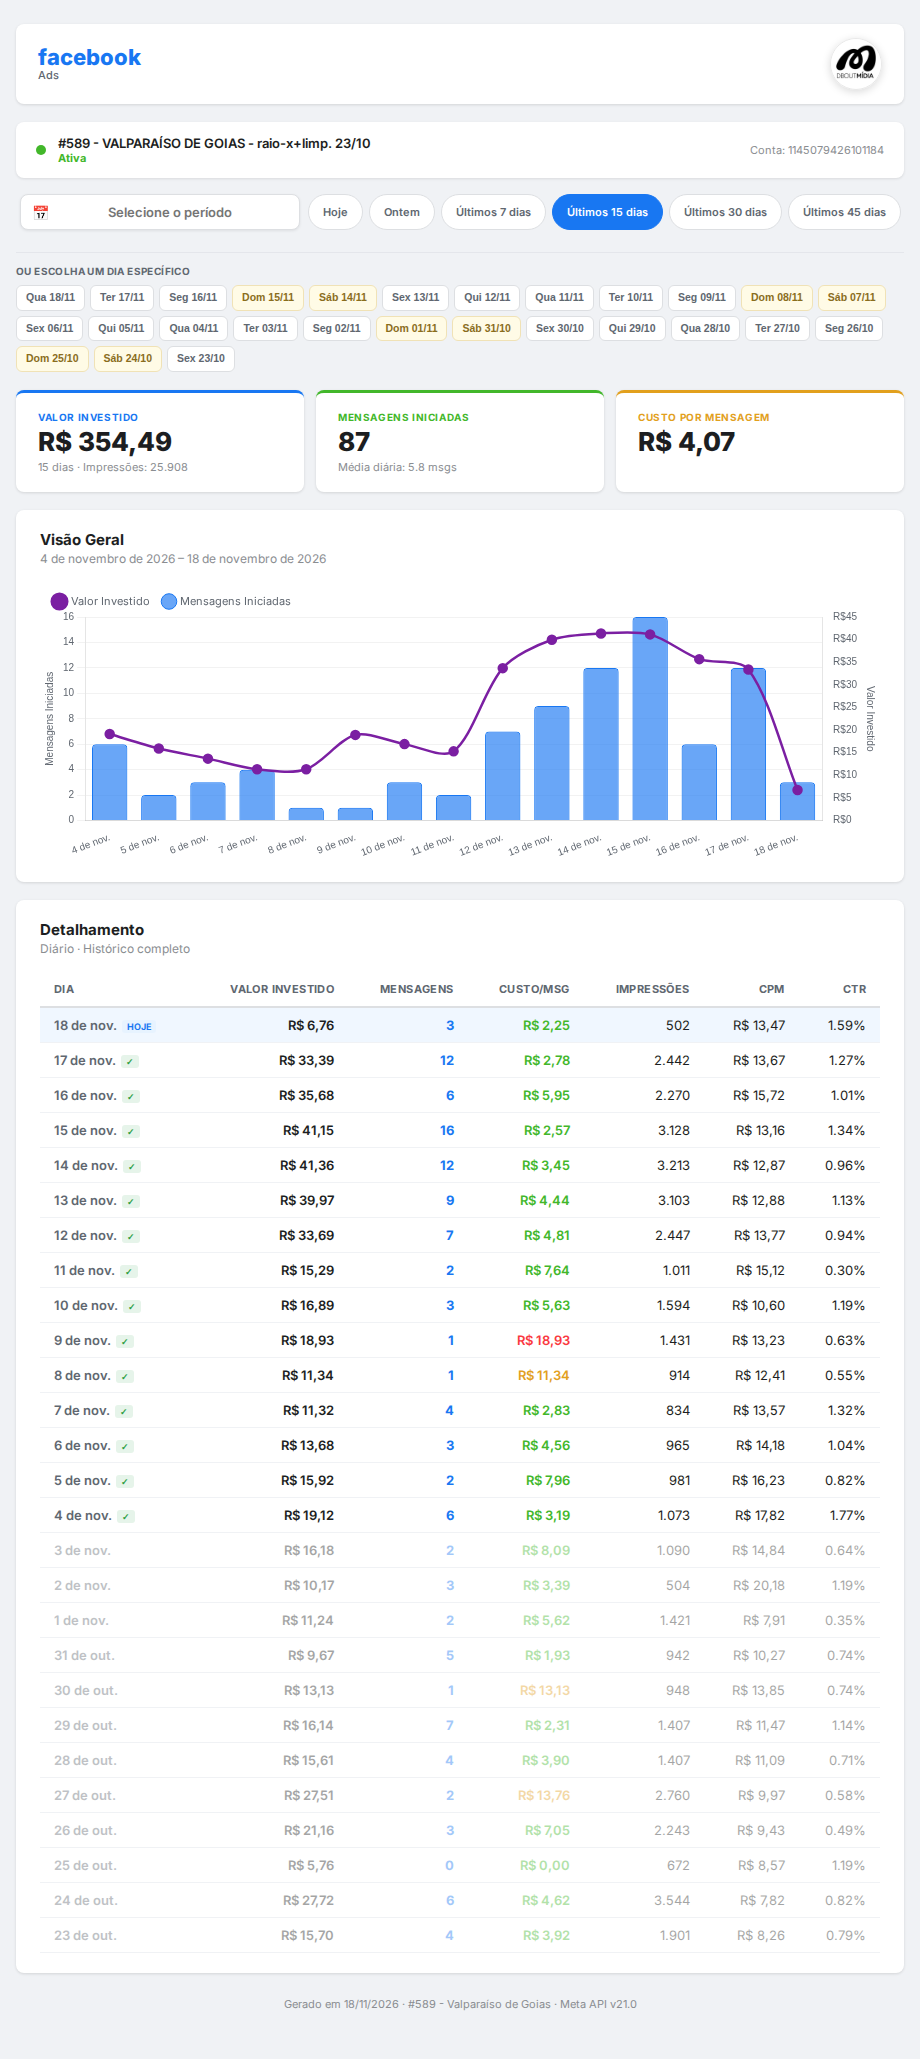 facebook
Ads
DBOUTMÍDIA
#589 - VALPARAÍSO DE GOIAS - raio-x+limp. 23/10
Ativa
Conta: 1145079426101184
Selecione o período
Hoje
Ontem
Últimos 7 dias
Últimos 15 dias
Últimos 30 dias
Últimos 45 dias
OU ESCOLHA UM DIA ESPECÍFICO
Qua 18/11 Ter 17/11 Seg 16/11 Dom 15/11 Sáb 14/11 Sex 13/11 Qui 12/11 Qua 11/11 Ter 10/11 Seg 09/11 Dom 08/11 Sáb 07/11
Sex 06/11 Qui 05/11 Qua 04/11 Ter 03/11 Seg 02/11 Dom 01/11 Sáb 31/10 Sex 30/10 Qui 29/10 Qua 28/10 Ter 27/10 Seg 26/10
Dom 25/10 Sáb 24/10 Sex 23/10
VALOR INVESTIDO
R$ 354,49
15 dias · Impressões: 25.908
MENSAGENS INICIADAS
87
Média diária: 5.8 msgs
CUSTO POR MENSAGEM
R$ 4,07
Visão Geral
4 de novembro de 2026 – 18 de novembro de 2026
Valor Investido Mensagens Iniciadas
Mensagens Iniciadas
16
14
12
10
8
6
4
2
0
R$45
R$40
R$35
R$30
R$25
R$20
R$15
R$10
R$5
R$0
Valor Investido
4 de nov. 5 de nov. 6 de nov. 7 de nov. 8 de nov. 9 de nov. 10 de nov. 11 de nov. 12 de nov. 13 de nov. 14 de nov. 15 de nov. 16 de nov. 17 de nov. 18 de nov.
Detalhamento
Diário · Histórico completo
DIA VALOR INVESTIDO MENSAGENS CUSTO/MSG IMPRESSÕES CPM CTR
18 de nov. HOJE R$ 6,76 3 R$ 2,25 502 R$ 13,47 1.59%
17 de nov. ✓ R$ 33,39 12 R$ 2,78 2.442 R$ 13,67 1.27%
16 de nov. ✓ R$ 35,68 6 R$ 5,95 2.270 R$ 15,72 1.01%
15 de nov. ✓ R$ 41,15 16 R$ 2,57 3.128 R$ 13,16 1.34%
14 de nov. ✓ R$ 41,36 12 R$ 3,45 3.213 R$ 12,87 0.96%
13 de nov. ✓ R$ 39,97 9 R$ 4,44 3.103 R$ 12,88 1.13%
12 de nov. ✓ R$ 33,69 7 R$ 4,81 2.447 R$ 13,77 0.94%
11 de nov. ✓ R$ 15,29 2 R$ 7,64 1.011 R$ 15,12 0.30%
10 de nov. ✓ R$ 16,89 3 R$ 5,63 1.594 R$ 10,60 1.19%
9 de nov. ✓ R$ 18,93 1 R$ 18,93 1.431 R$ 13,23 0.63%
8 de nov. ✓ R$ 11,34 1 R$ 11,34 914 R$ 12,41 0.55%
7 de nov. ✓ R$ 11,32 4 R$ 2,83 834 R$ 13,57 1.32%
6 de nov. ✓ R$ 13,68 3 R$ 4,56 965 R$ 14,18 1.04%
5 de nov. ✓ R$ 15,92 2 R$ 7,96 981 R$ 16,23 0.82%
4 de nov. ✓ R$ 19,12 6 R$ 3,19 1.073 R$ 17,82 1.77%
3 de nov. R$ 16,18 2 R$ 8,09 1.090 R$ 14,84 0.64%
2 de nov. R$ 10,17 3 R$ 3,39 504 R$ 20,18 1.19%
1 de nov. R$ 11,24 2 R$ 5,62 1.421 R$ 7,91 0.35%
31 de out. R$ 9,67 5 R$ 1,93 942 R$ 10,27 0.74%
30 de out. R$ 13,13 1 R$ 13,13 948 R$ 13,85 0.74%
29 de out. R$ 16,14 7 R$ 2,31 1.407 R$ 11,47 1.14%
28 de out. R$ 15,61 4 R$ 3,90 1.407 R$ 11,09 0.71%
27 de out. R$ 27,51 2 R$ 13,76 2.760 R$ 9,97 0.58%
26 de out. R$ 21,16 3 R$ 7,05 2.243 R$ 9,43 0.49%
25 de out. R$ 5,76 0 R$ 0,00 672 R$ 8,57 1.19%
24 de out. R$ 27,72 6 R$ 4,62 3.544 R$ 7,82 0.82%
23 de out. R$ 15,70 4 R$ 3,92 1.901 R$ 8,26 0.79%
Gerado em 18/11/2026 · #589 - Valparaíso de Goias · Meta API v21.0